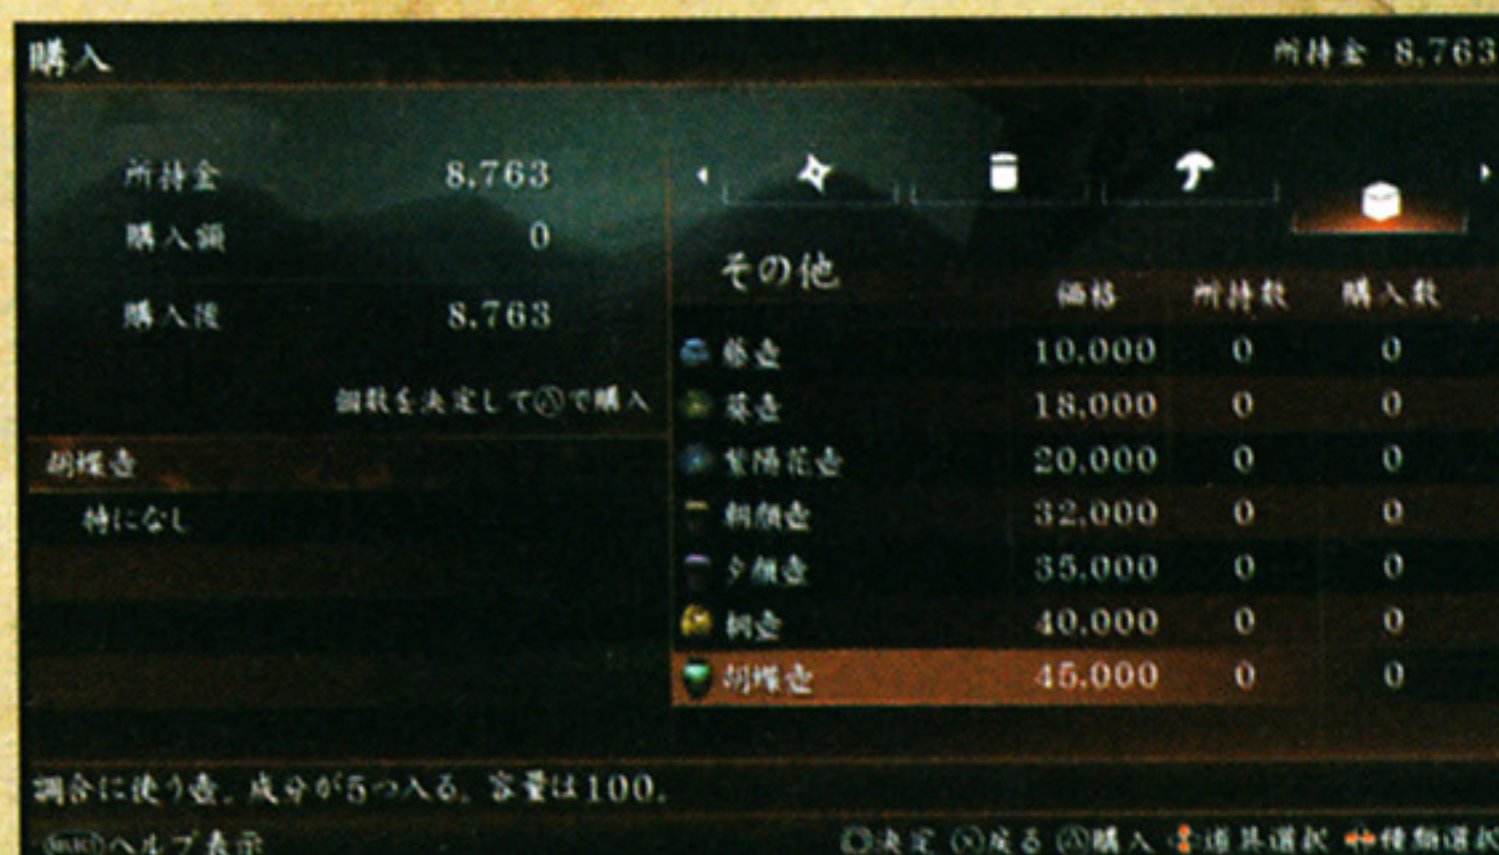 購入
所持金 8,763
所持金 8,763
購入額 0
購入後 8,763
個数を決定して△で購入
胡蝶壺
特になし
その他
価格 所持数 購入数
藤壺 10,000 0 0
葵壺 18,000 0 0
紫陽花壺 20,000 0 0
朝顔壺 32,000 0 0
夕顔壺 35,000 0 0
桐壺 40,000 0 0
胡蝶壺 45,000 0 0
調合に使う壺。成分が5つ入る。容量は100。
SELECT ヘルプ表示
○決定 ×戻る △購入 道具選択 種類選択